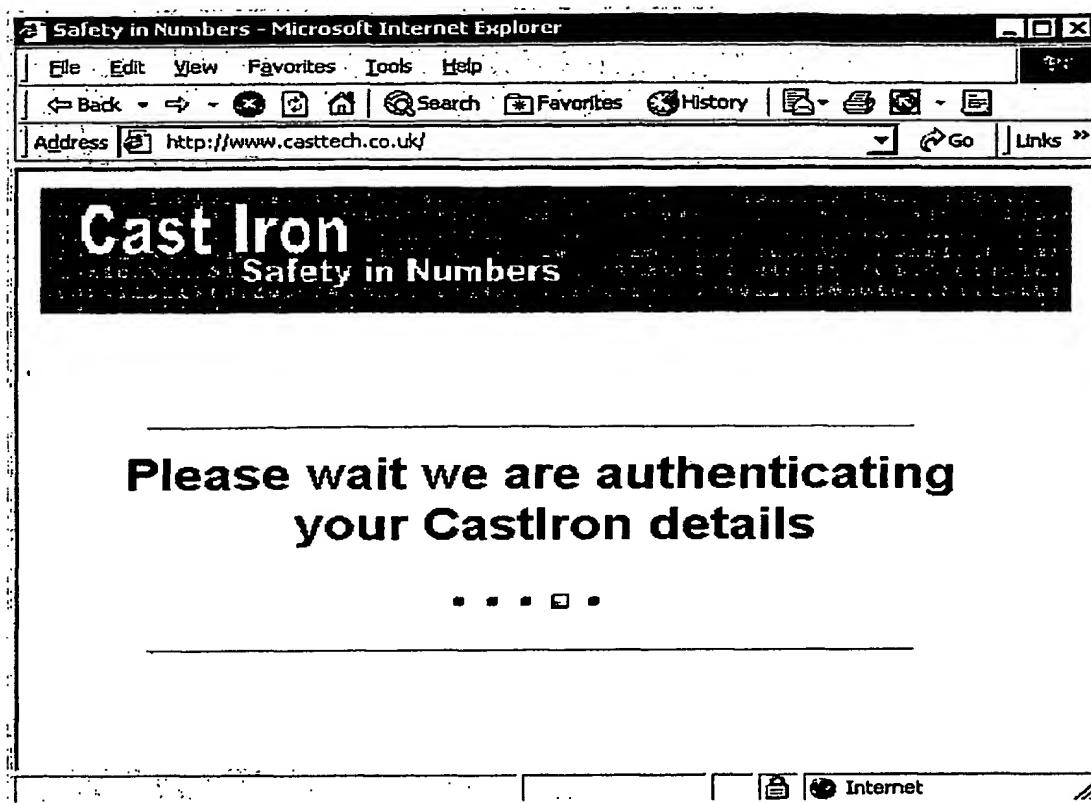 Safety in Numbers - Microsoft Internet Explorer
File Edit View Favorites Tools Help
Back Search Favorites History
Address http://www.casttech.co.uk/ Go Links »
Cast Iron
Safety in Numbers
Please wait we are authenticating
your CastIron details
Internet